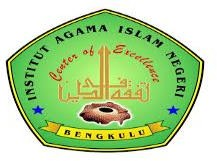 INSTITUT AGAMA ISLAM NEGERI
Center of Excellence
BENGKULU